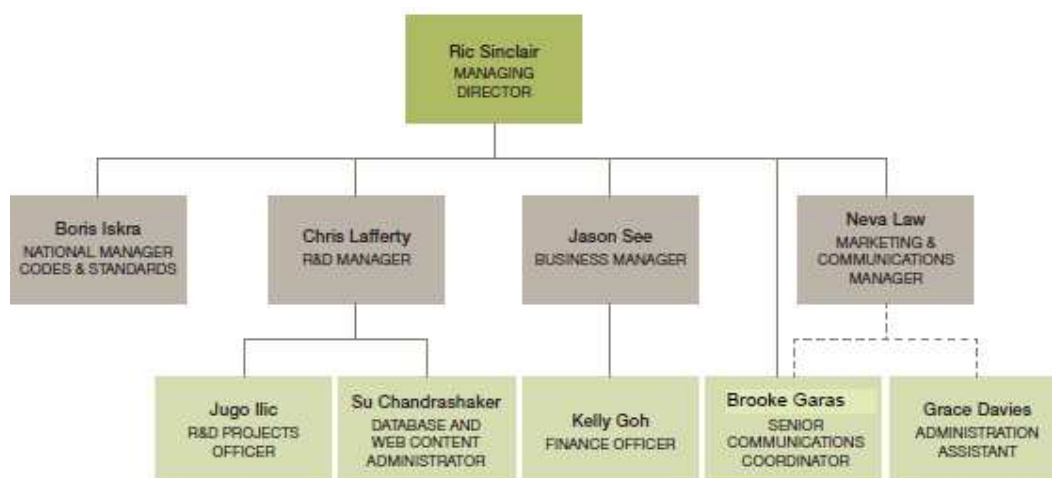 Ric Sinclair
MANAGING
DIRECTOR
Boris Iskra
NATIONAL MANAGER
CODES & STANDARDS
Chris Lafferty
R&D MANAGER
Jason See
BUSINESS MANAGER
Neva Law
MARKETING &
COMMUNICATIONS
MANAGER
Jugo Ilic
R&D PROJECTS
OFFICER
Su Chandrashaker
DATABASE AND
WEB CONTENT
ADMINISTRATOR
Kelly Goh
FINANCE OFFICER
Brooke Garas
SENIOR
COMMUNICATIONS
COORDINATOR
Grace Davies
ADMINISTRATION
ASSISTANT